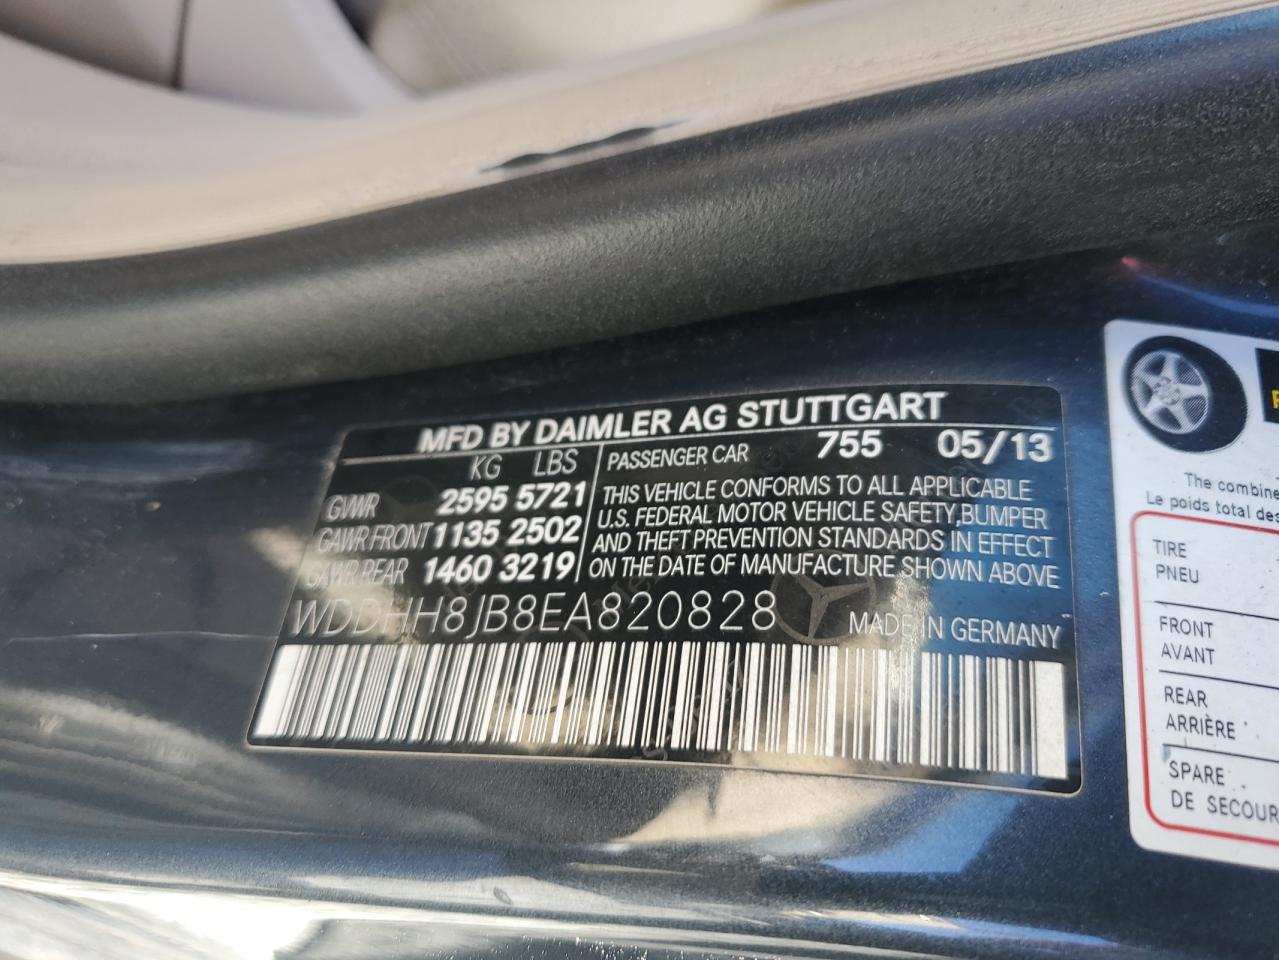 MFD BY DAIMLER AG STUTTGART
KG LBS
GVWR 2595 5721
GAWR FRONT 1135 2502
GAWR REAR 1460 3219
PASSENGER CAR 755 05/13
THIS VEHICLE CONFORMS TO ALL APPLICABLE
U.S. FEDERAL MOTOR VEHICLE SAFETY, BUMPER
AND THEFT PREVENTION STANDARDS IN EFFECT
ON THE DATE OF MANUFACTURE SHOWN ABOVE
WDDHH8JB8EA820828
MADE IN GERMANY
The combine
Le poids total des
TIRE
PNEU
FRONT
AVANT
REAR
ARRIÈRE
SPARE
DE SECOUR